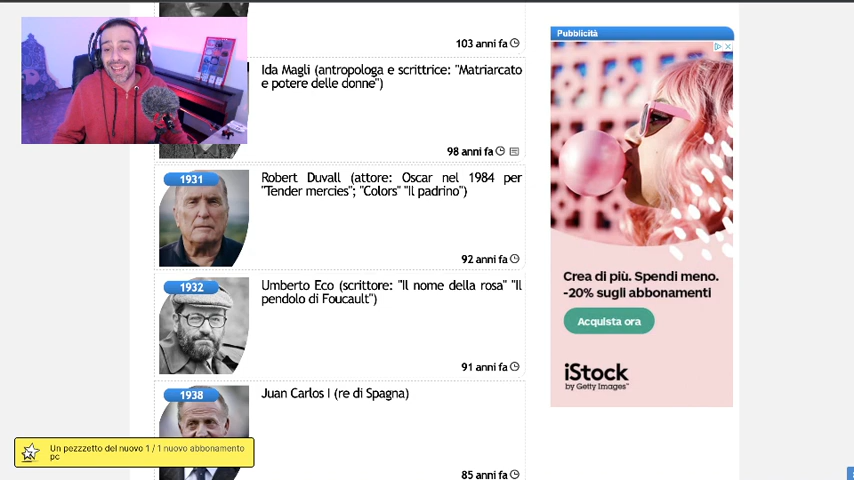 103 anni fa
Ida Magli (antropologa e scrittrice: "Matriarcato
e potere delle donne")
98 anni fa
1931
Robert Duvall (attore: Oscar nel 1984 per
"Tender mercies"; "Colors" "Il padrino")
92 anni fa
1932
Umberto Eco (scrittore: "Il nome della rosa" "Il
pendolo di Foucault")
91 anni fa
1938
Juan Carlos I (re di Spagna)
85 anni fa
Un pezzzetto del nuovo 1 / 1 nuovo abbonamento
pc
Pubblicità
Crea di più. Spendi meno.
-20% sugli abbonamenti
Acquista ora
iStock
by Getty Images™